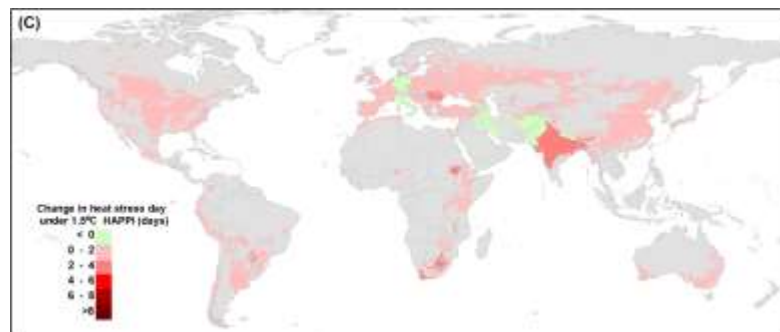 (C)
Change in heat stress day
under 1.5ºC HAPPI (days)
< 0
0 - 2
2 - 4
4 - 6
6 - 8
>8